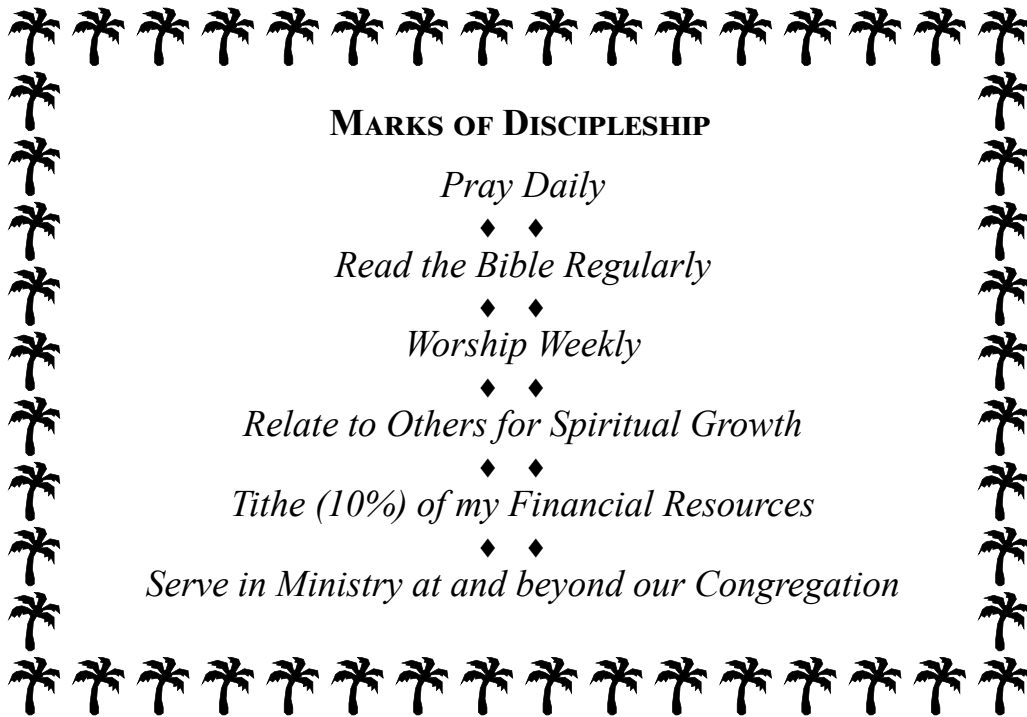 MARKS OF DISCIPLESHIP
Pray Daily
♦ ♦
Read the Bible Regularly
♦ ♦
Worship Weekly
♦ ♦
Relate to Others for Spiritual Growth
♦ ♦
Tithe (10%) of my Financial Resources
♦ ♦
Serve in Ministry at and beyond our Congregation